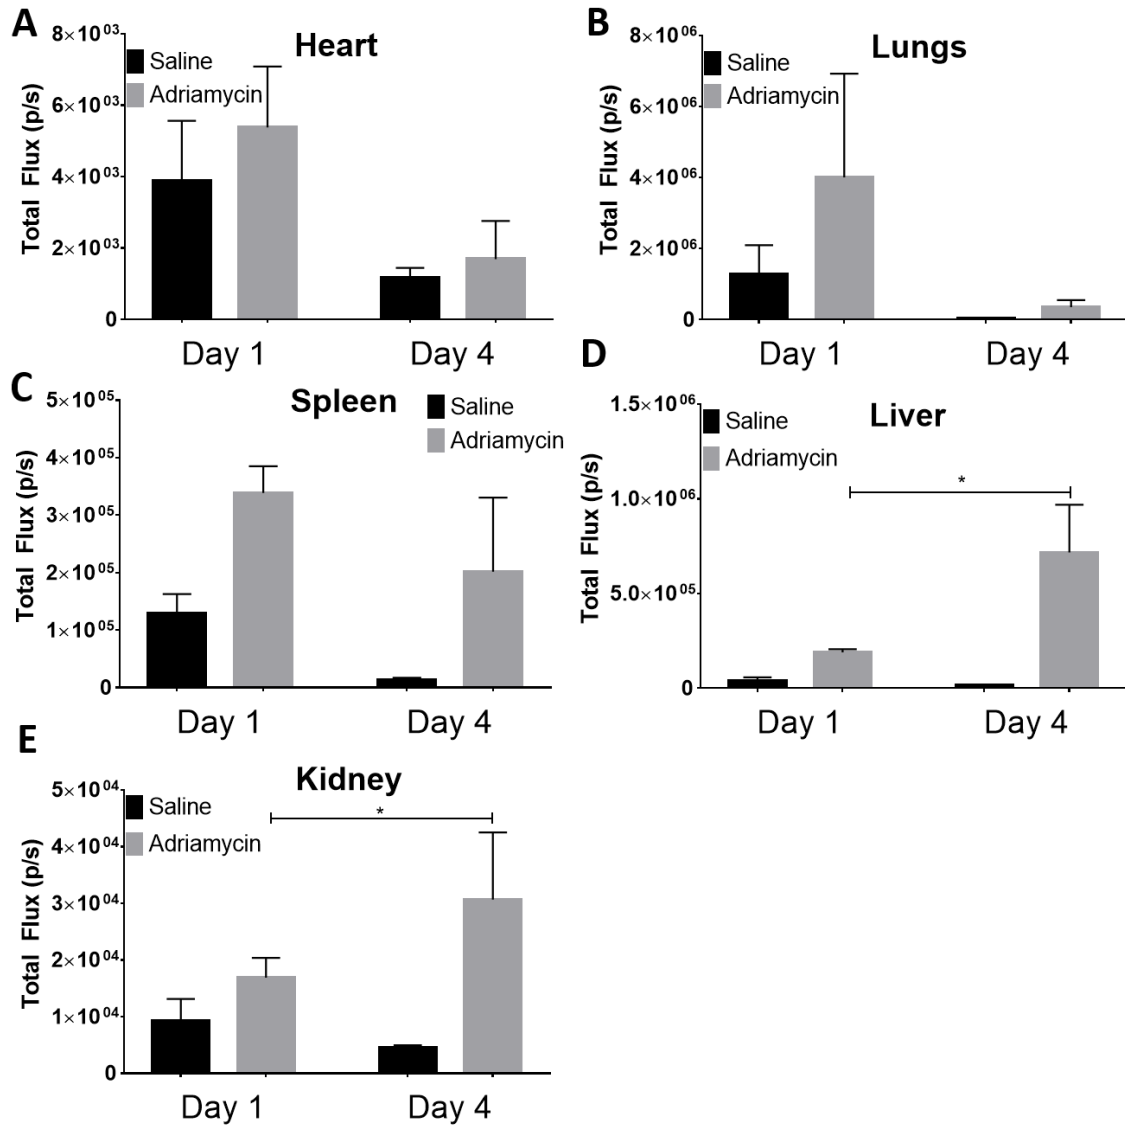 A
Heart
8×10⁰³
6×10⁰³
4×10⁰³
2×10⁰³
0
Total Flux (p/s)
Saline
Adriamycin
Day 1
Day 4
B
Lungs
8×10⁰⁶
6×10⁰⁶
4×10⁰⁶
2×10⁰⁶
0
Total Flux (p/s)
Saline
Adriamycin
Day 1
Day 4
C
Spleen
5×10⁰⁵
4×10⁰⁵
3×10⁰⁵
2×10⁰⁵
1×10⁰⁵
0
Total Flux (p/s)
Saline
Adriamycin
Day 1
Day 4
D
Liver
1.5×10⁰⁶
1.0×10⁰⁶
5.0×10⁰⁵
0
Total Flux (p/s)
Saline
Adriamycin
*
Day 1
Day 4
E
Kidney
5×10⁰⁴
4×10⁰⁴
3×10⁰⁴
2×10⁰⁴
1×10⁰⁴
0
Total Flux (p/s)
Saline
Adriamycin
*
Day 1
Day 4